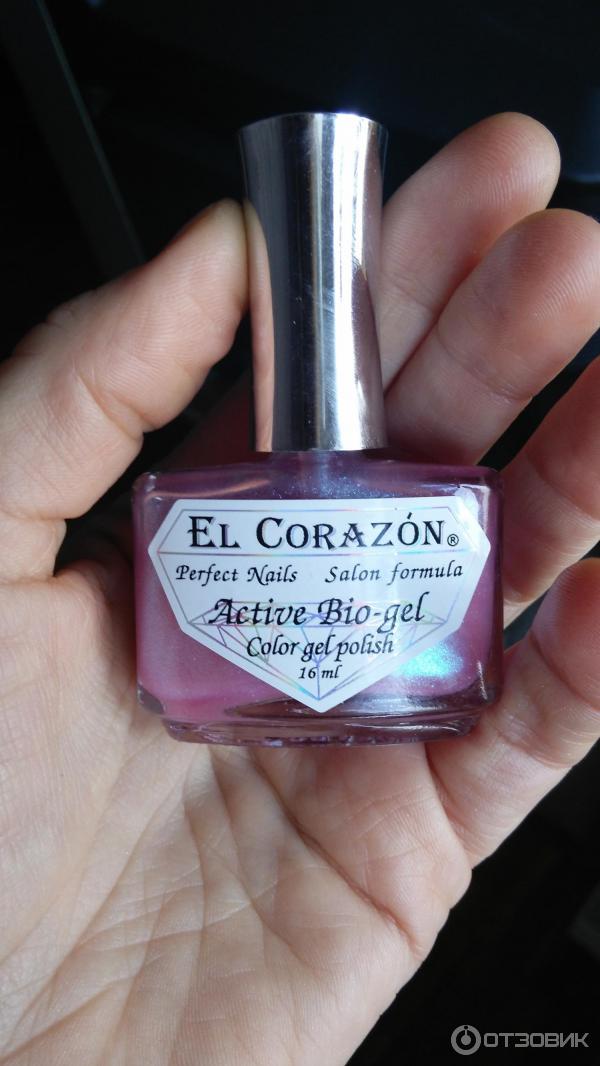 EL CORAZÓN®
Perfect Nails Salon formula
Active Bio-gel
Color gel polish
16 ml
ОТЗОВИК